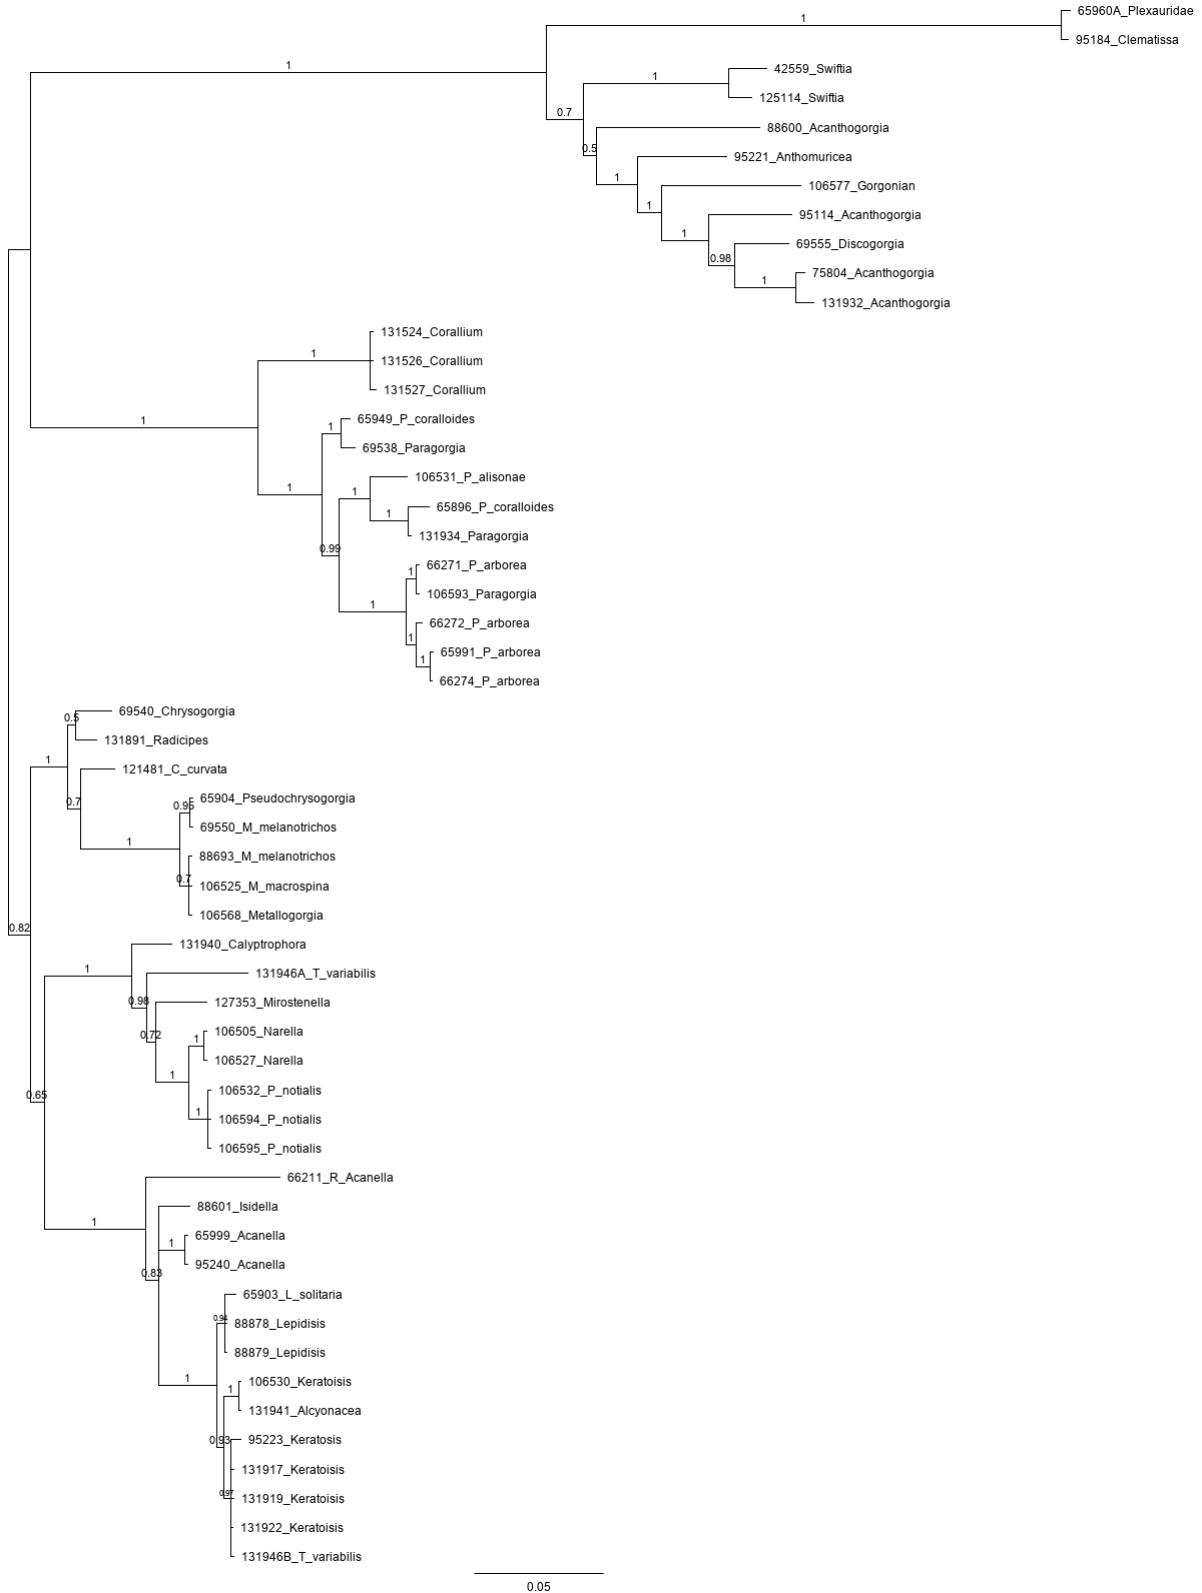 1
65960A_Plexauridae
95184_Clematissa
1
1
42559_Swiftia
125114_Swiftia
0.7
88600_Acanthogorgia
0.5
95221_Anthomuricea
1
106577_Gorgonian
1
95114_Acanthogorgia
1
69555_Discogorgia
0.98
75804_Acanthogorgia
1
131932_Acanthogorgia
131524_Corallium
1
131526_Corallium
131527_Corallium
1
65949_P_coralloides
1
69538_Paragorgia
106531_P_alisonae
1
1
65896_P_coralloides
1
131934_Paragorgia
0.99
66271_P_arborea
1
106593_Paragorgia
1
66272_P_arborea
1
65991_P_arborea
1
66274_P_arborea
69540_Chrysogorgia
0.5
131891_Radicipes
1
121481_C_curvata
65904_Pseudochrysogorgia
0.7
0.95
69550_M_melanotrichos
1
88693_M_melanotrichos
0.7
106525_M_macrospina
106568_Metallogorgia
0.82
131940_Calyptrophora
1
131946A_T_variabilis
0.98
127353_Mirostenella
106505_Narella
0.72
1
106527_Narella
1
106532_P_notialis
0.65
1
106594_P_notialis
106595_P_notialis
66211_R_Acanella
88601_Isidella
1
65999_Acanella
1
95240_Acanella
0.83
65903_L_solitaria
0.94
88878_Lepidisis
88879_Lepidisis
1
106530_Keratoisis
1
131941_Alcyonacea
0.93
95223_Keratosis
131917_Keratoisis
0.97
131919_Keratoisis
131922_Keratoisis
131946B_T_variabilis
0.05